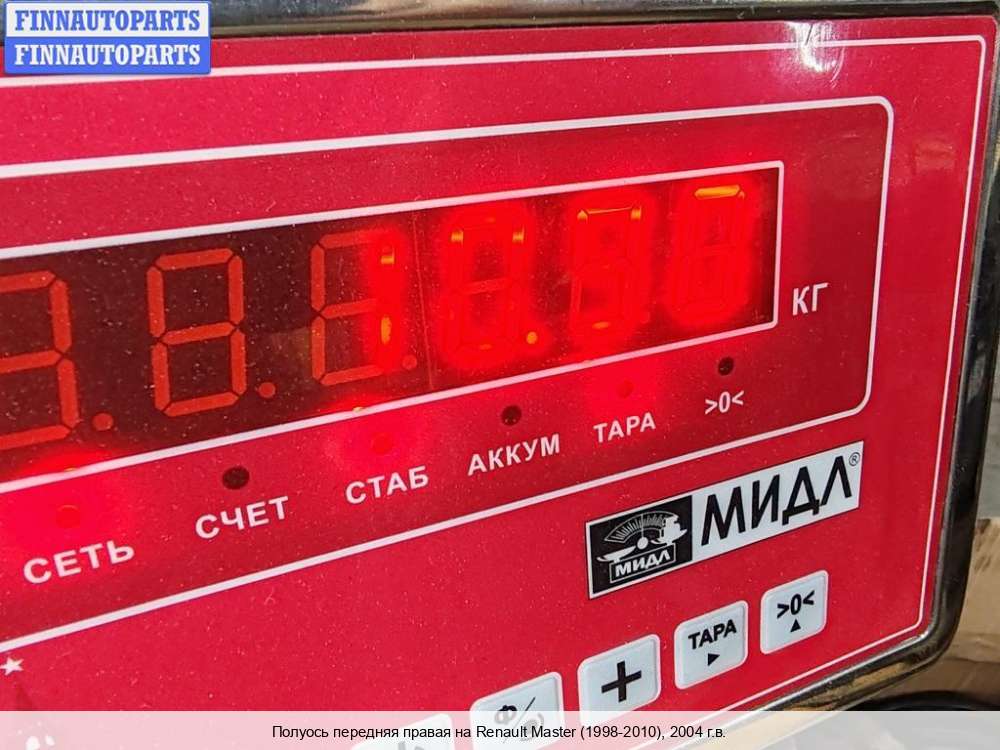 FINNAUTOPARTS
FINNAUTOPARTS
КГ
>0<
ТАРА
АККУМ
СТАБ
СЧЕТ
СЕТЬ
МИДЛ®
МИДЛ
>0<
ТАРА
+
Полуось передняя правая на Renault Master (1998-2010), 2004 г.в.